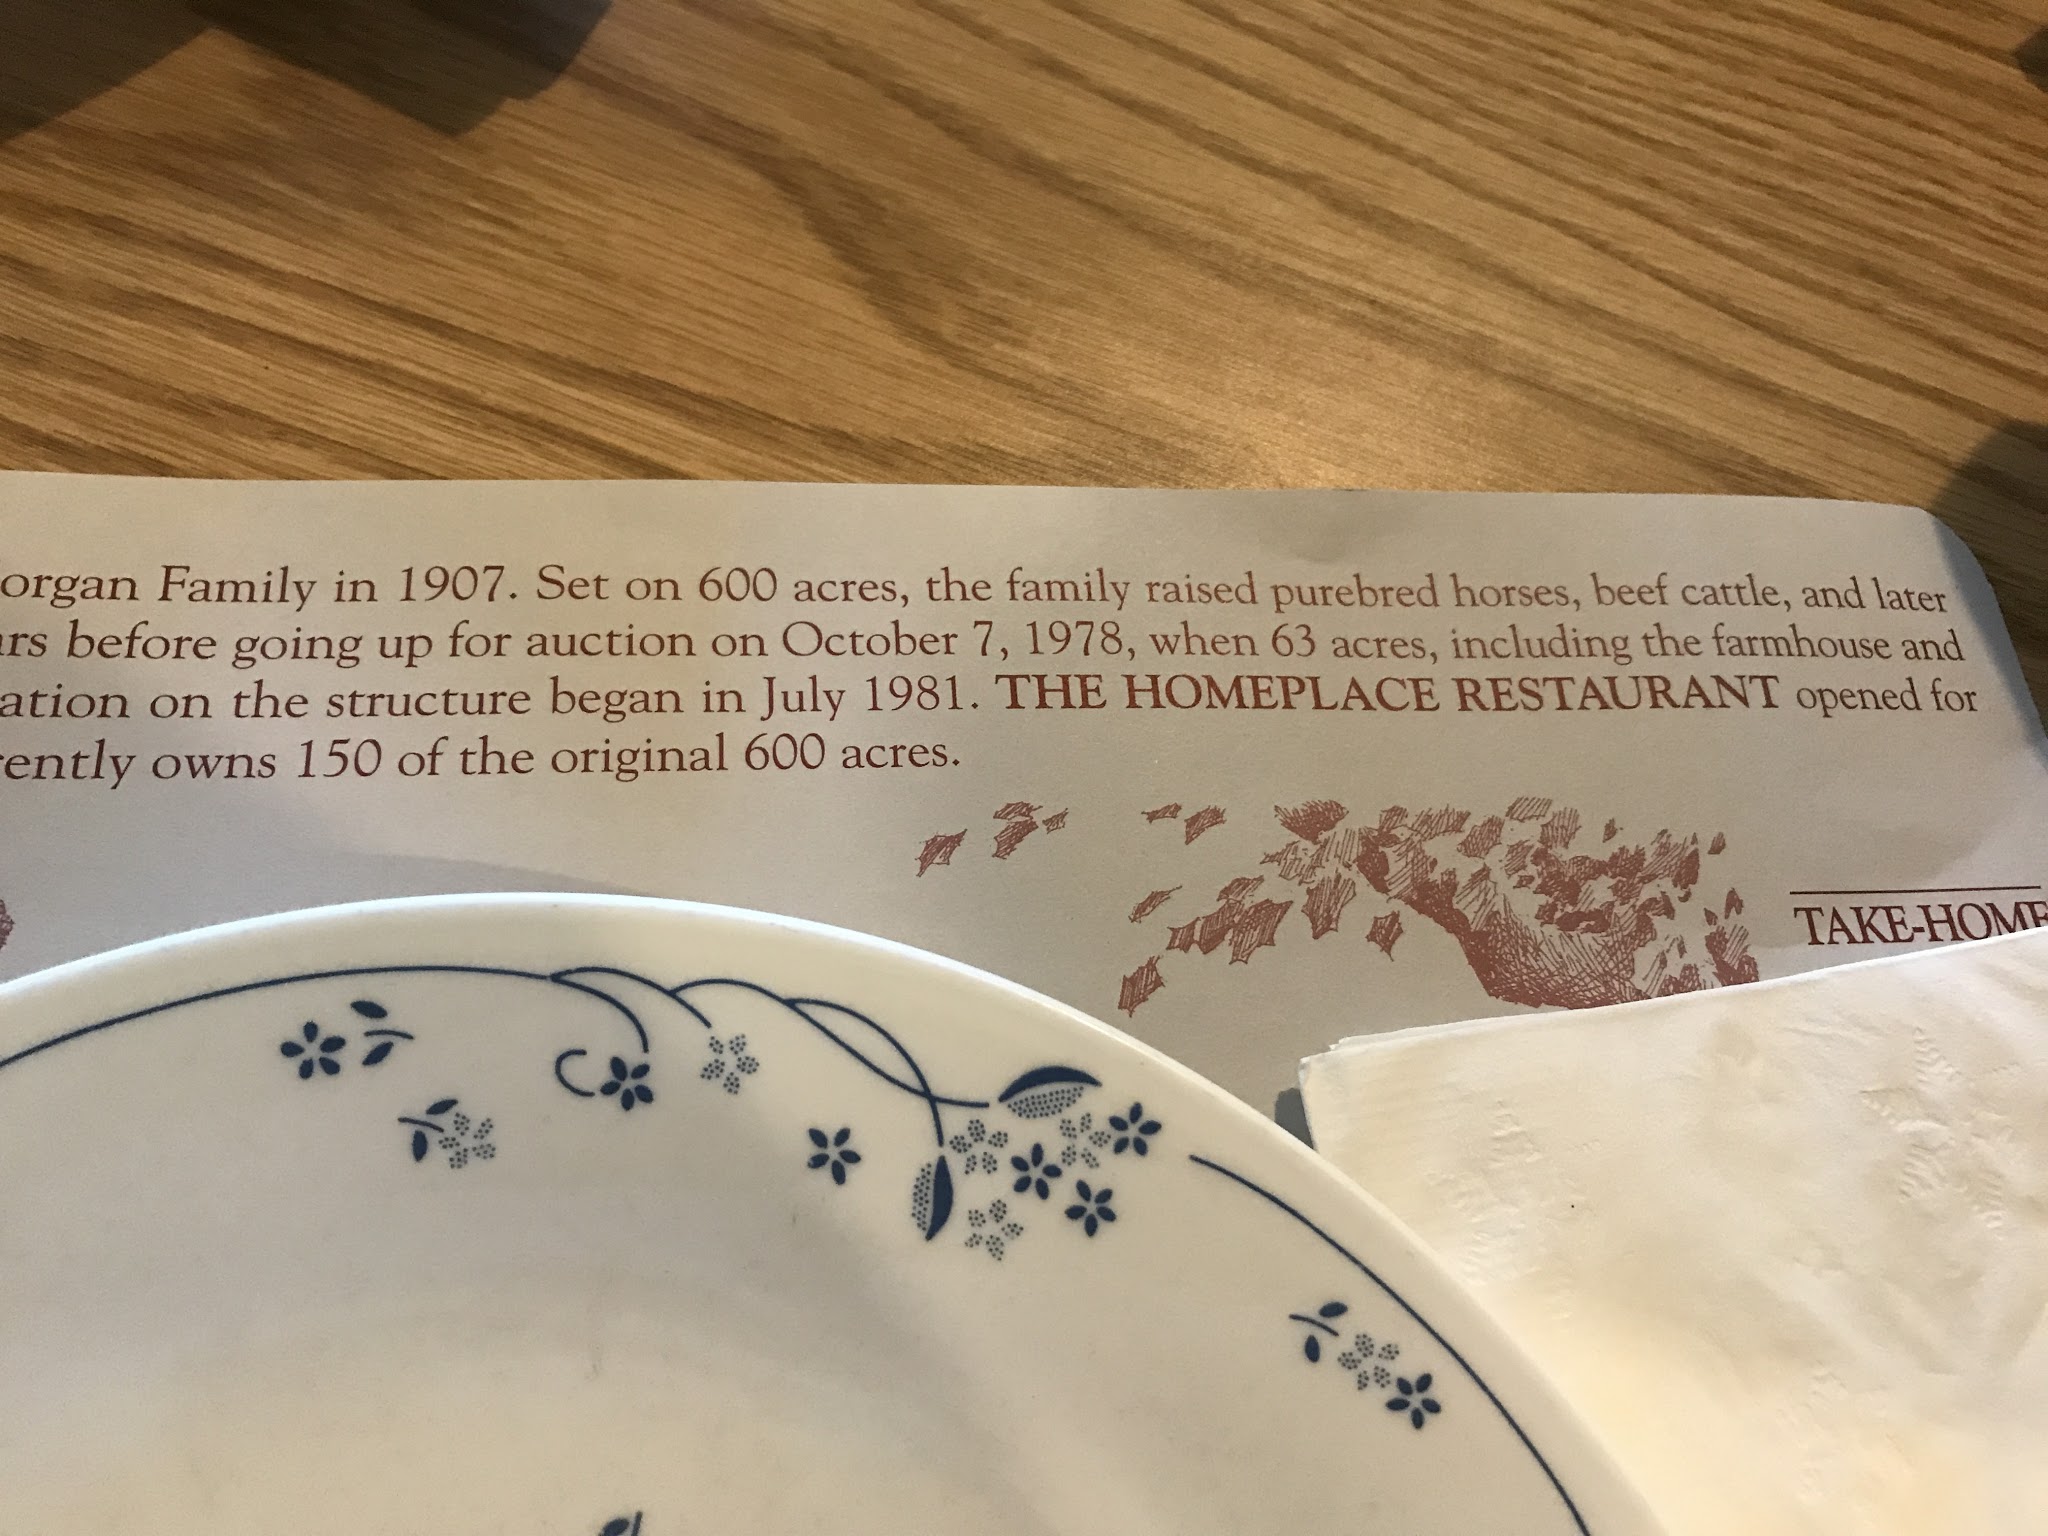 organ Family in 1907. Set on 600 acres, the family raised purebred horses, beef cattle, and later
rs before going up for auction on October 7, 1978, when 63 acres, including the farmhouse and
ation on the structure began in July 1981. THE HOMEPLACE RESTAURANT opened for
ently owns 150 of the original 600 acres.
TAKE-HOME